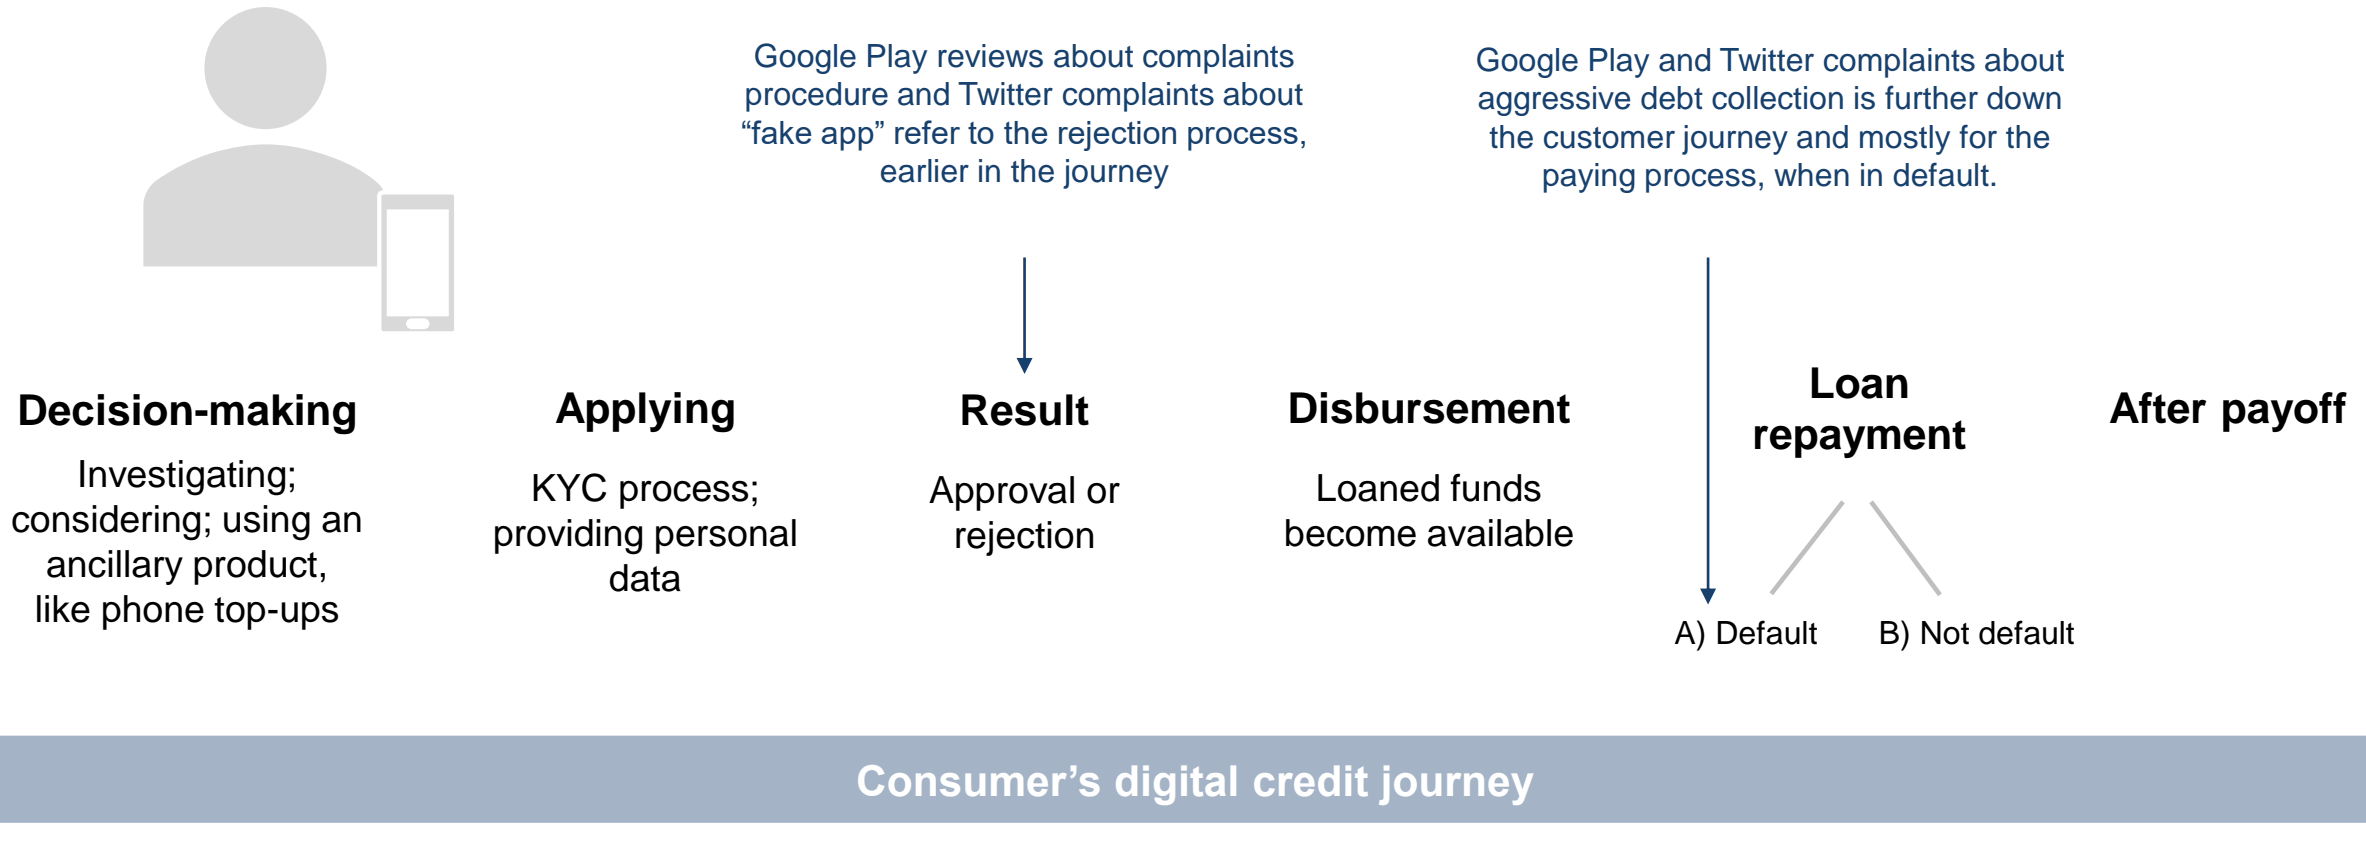 Google Play reviews about complaints
procedure and Twitter complaints about
“fake app” refer to the rejection process,
earlier in the journey
Google Play and Twitter complaints about
aggressive debt collection is further down
the customer journey and mostly for the
paying process, when in default.
Decision-making
Investigating;
considering; using an
ancillary product,
like phone top-ups
Applying
KYC process;
providing personal
data
Result
Approval or
rejection
Disbursement
Loaned funds
become available
Loan
repayment
A) Default
B) Not default
After payoff
Consumer’s digital credit journey